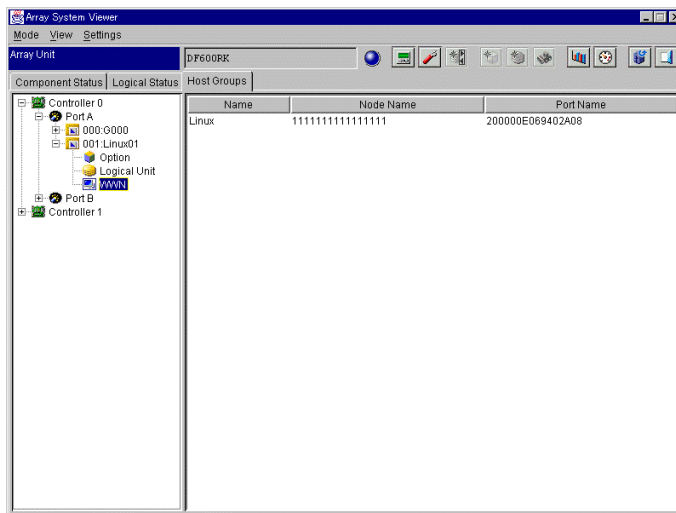 Array System Viewer
Mode View Settings
Array Unit DF600RK
Component Status Logical Status Host Groups
Name Node Name Port Name
Linux 1111111111111111 200000E069402A08
Controller 0
Port A
000:G000
001:Linux01
Option
Logical Unit
WWN
Port B
Controller 1